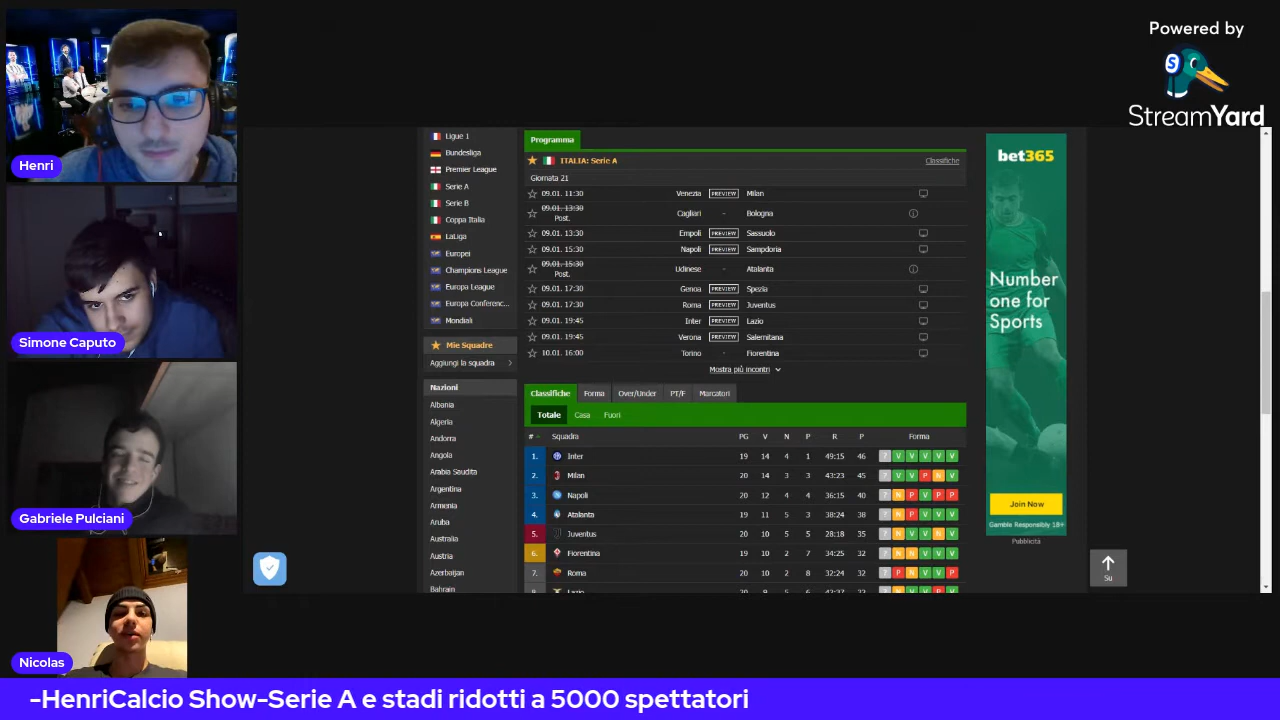 Powered by
StreamYard
Henri
Simone Caputo
Gabriele Pulciani
Nicolas
Ligue 1
Bundesliga
Premier League
Serie A
Serie B
Coppa Italia
LaLiga
Europei
Champions League
Europa League
Europa Conferenc...
Mondiali
Mie Squadre
Aggiungi la squadra
Nazioni
Albania
Algeria
Andorra
Angola
Arabia Saudita
Argentina
Armenia
Aruba
Australia
Austria
Azerbaijan
Bahrain
Programma
ITALIA: Serie A Classifiche
Giornata 21
09.01. 11:30 Venezia PREVIEW Milan
09.01. 13:30 Post. Cagliari - Bologna
09.01. 13:30 Empoli PREVIEW Sassuolo
09.01. 15:30 Napoli PREVIEW Sampdoria
09.01. 15:30 Post. Udinese - Atalanta
09.01. 17:30 Genoa PREVIEW Spezia
09.01. 17:30 Roma PREVIEW Juventus
09.01. 19:45 Inter PREVIEW Lazio
09.01. 19:45 Verona PREVIEW Salernitana
10.01. 16:00 Torino - Fiorentina
Mostra più incontri
Classifiche Forma Over/Under PT/F Marcatori
Totale Casa Fuori
# Squadra PG V N P R P Forma
1. Inter 19 14 4 1 49:15 46 ? V V V V V
2. Milan 20 14 3 3 43:23 45 ? V V P N V
3. Napoli 20 12 4 4 36:15 40 ? N P V P P
4. Atalanta 19 11 5 3 38:24 38 ? N P V V V
5. Juventus 20 10 5 5 28:18 35 ? N V V N V
6. Fiorentina 19 10 2 7 34:25 32 ? N N V V V
7. Roma 20 10 2 8 32:24 32 ? P N V V P
bet365
Number
one for
Sports
Join Now
Gamble Responsibly 18+
Pubblicità
Su
-HenriCalcio Show-Serie A e stadi ridotti a 5000 spettatori